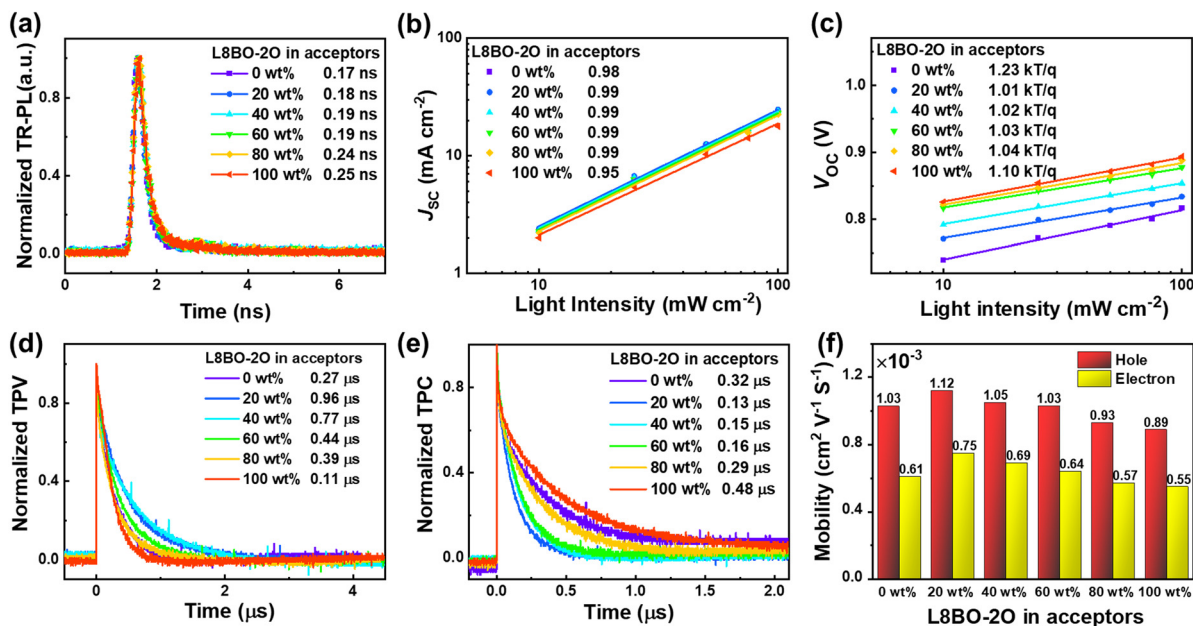 (a)
Normalized TR-PL(a.u.)
0.8
0.4
0.0
0
2
4
6
Time (ns)
L8BO-2O in acceptors
0 wt% 0.17 ns
20 wt% 0.18 ns
40 wt% 0.19 ns
60 wt% 0.19 ns
80 wt% 0.24 ns
100 wt% 0.25 ns
(b)
JSC (mA cm-2)
100
10
1
10
100
Light Intensity (mW cm-2)
L8BO-2O in acceptors
0 wt% 0.98
20 wt% 0.99
40 wt% 0.99
60 wt% 0.99
80 wt% 0.99
100 wt% 0.95
(c)
VOC (V)
1.0
0.9
0.8
10
100
Light intensity (mW cm-2)
L8BO-2O in acceptors
0 wt% 1.23 kT/q
20 wt% 1.01 kT/q
40 wt% 1.02 kT/q
60 wt% 1.03 kT/q
80 wt% 1.04 kT/q
100 wt% 1.10 kT/q
(d)
Normalized TPV
0.8
0.4
0.0
0
2
4
Time (μs)
L8BO-2O in acceptors
0 wt% 0.27 μs
20 wt% 0.96 μs
40 wt% 0.77 μs
60 wt% 0.44 μs
80 wt% 0.39 μs
100 wt% 0.11 μs
(e)
Normalized TPC
0.8
0.4
0.0
0.0
0.5
1.0
1.5
2.0
Time (μs)
L8BO-2O in acceptors
0 wt% 0.32 μs
20 wt% 0.13 μs
40 wt% 0.15 μs
60 wt% 0.16 μs
80 wt% 0.29 μs
100 wt% 0.48 μs
(f)
Mobility (cm2 V-1 S-1)
×10-3
1.2
0.8
0.4
0.0
Hole
Electron
1.03
0.61
1.12
0.75
1.05
0.69
1.03
0.64
0.93
0.57
0.89
0.55
0 wt% 20 wt% 40 wt% 60 wt% 80 wt% 100 wt%
L8BO-2O in acceptors